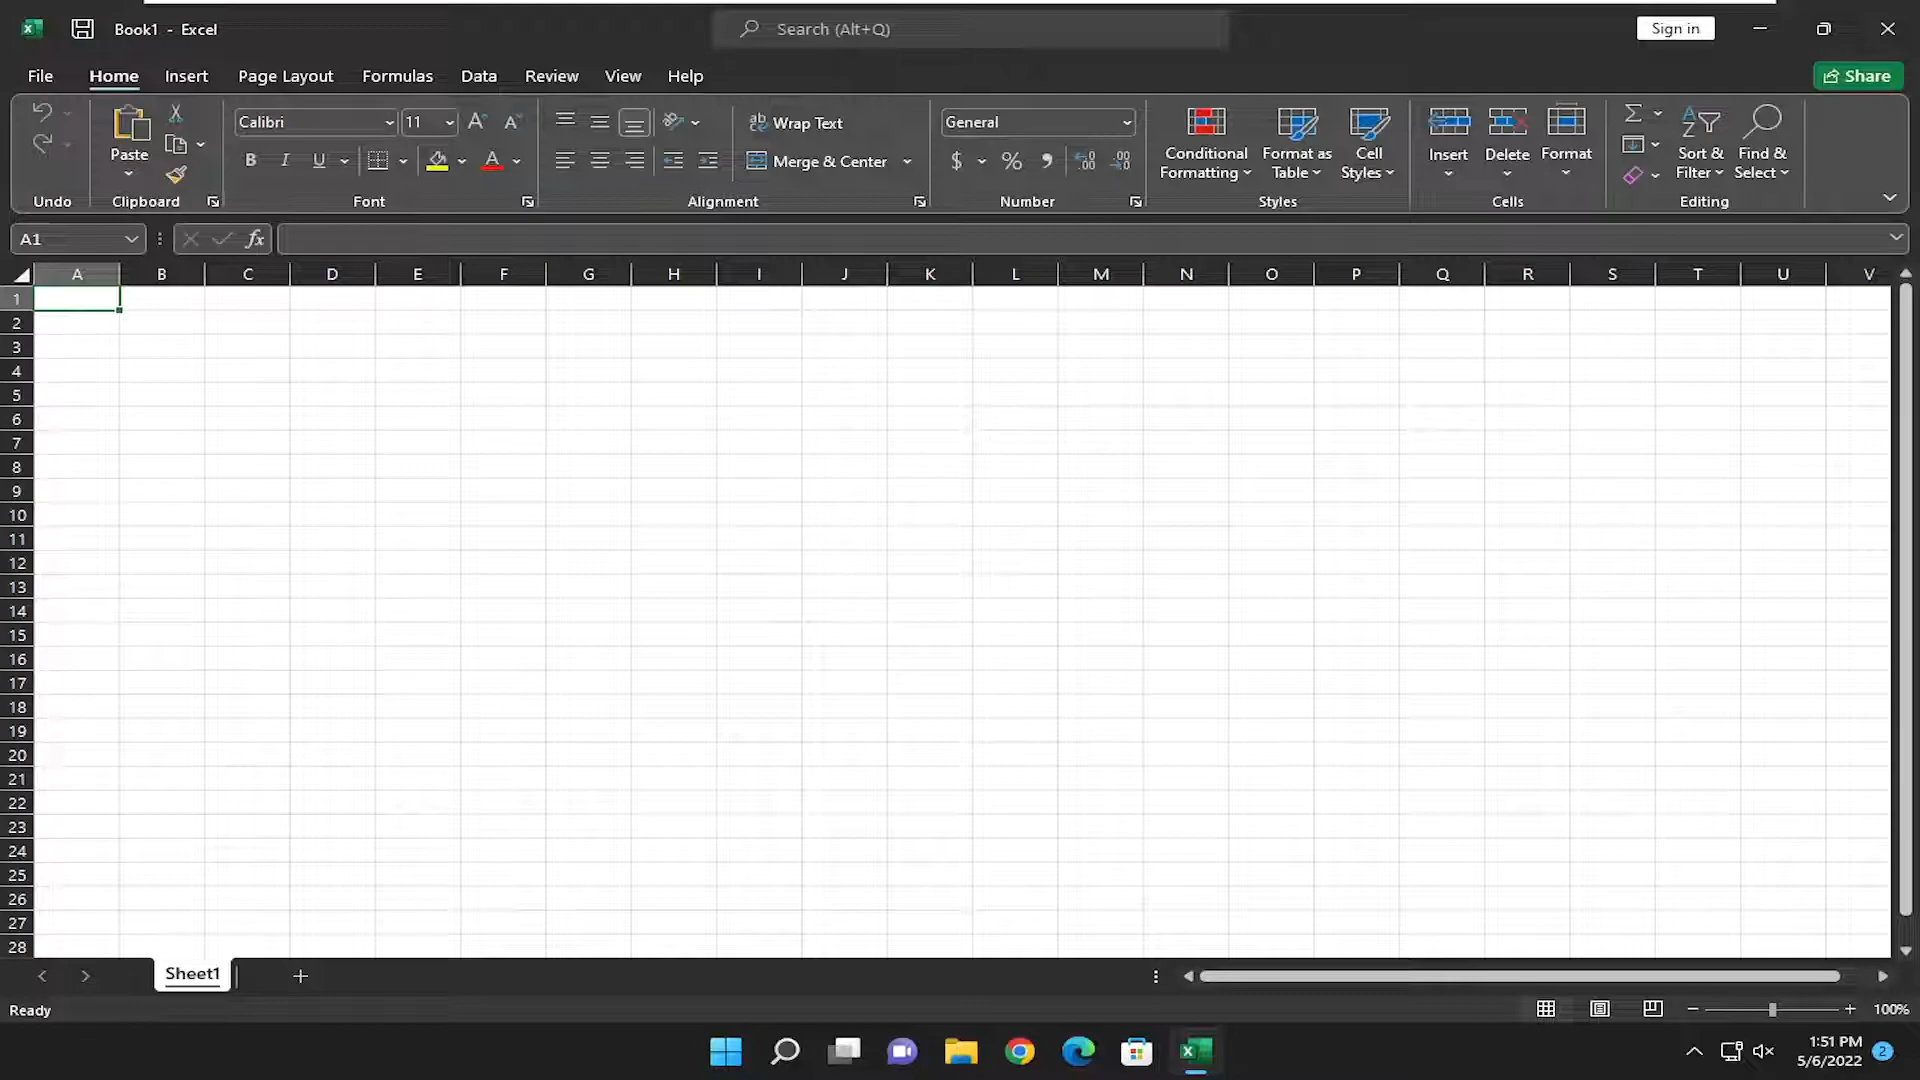 Book1 - Excel
Search (Alt+Q)
Sign in
File Home Insert Page Layout Formulas Data Review View Help
Share
Calibri 11
Wrap Text
General
Paste
B I U A
Merge & Center
$ % 9
Conditional Formatting
Format as Table
Cell Styles
Insert
Delete
Format
Sort & Filter
Find & Select
Undo Clipboard Font Alignment Number Styles Cells Editing
A1
fx
A B C D E F G H I J K L M N O P Q R S T U V
1
2
3
4
5
6
7
8
9
10
11
12
13
14
15
16
17
18
19
20
21
22
23
24
25
26
27
28
Sheet1
Ready
100%
1:51 PM
5/6/2022
2